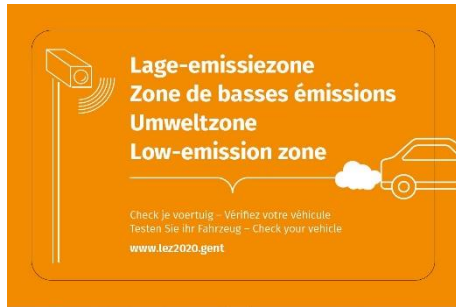 Lage-emissiezone
Zone de basses émissions
Umweltzone
Low-emission zone
Check je voertuig – Vérifiez votre véhicule
Testen Sie ihr Fahrzeug – Check your vehicle
www.lez2020.gent